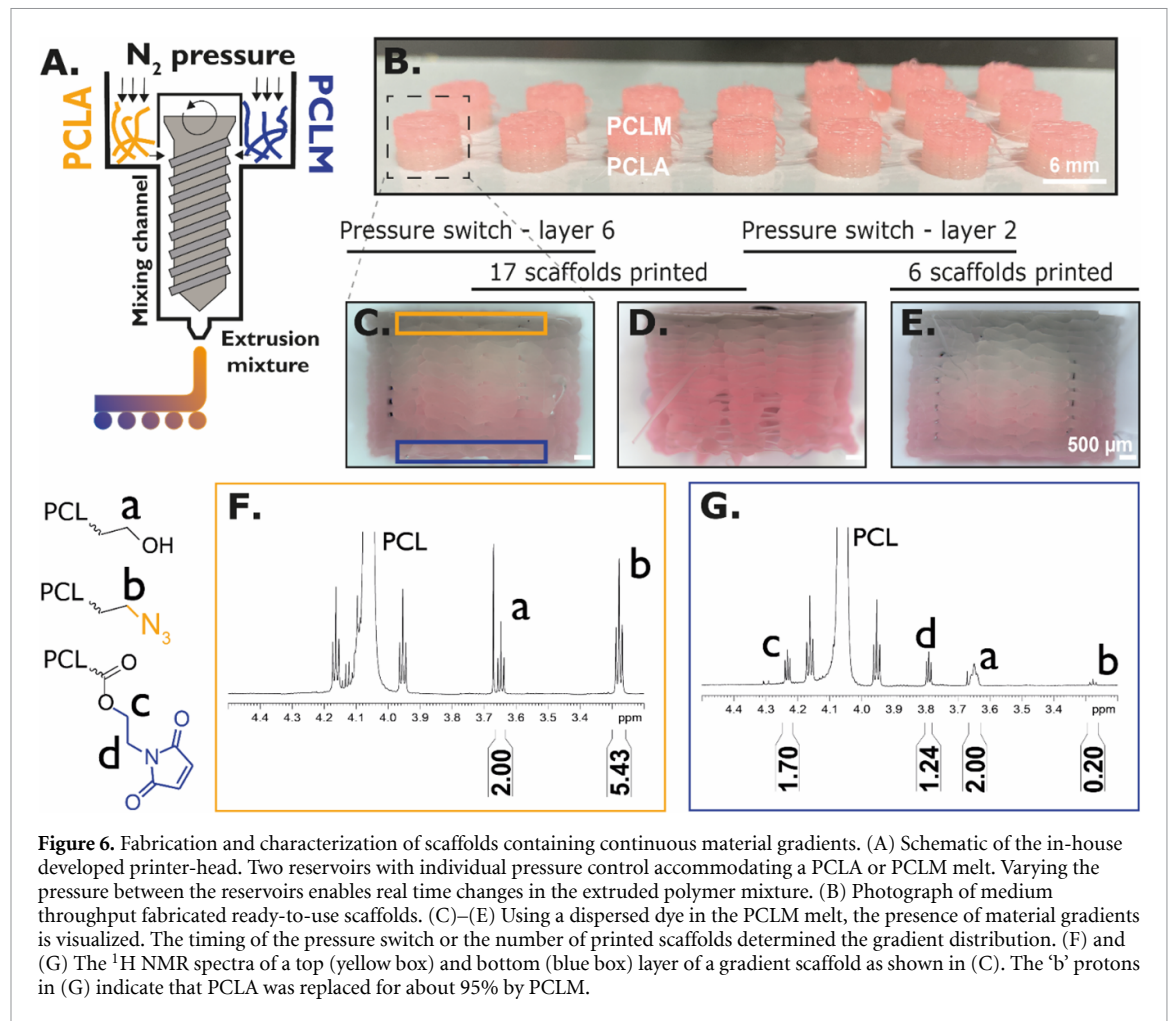 A.
N2 pressure
PCLA
PCLM
Mixing channel
Extrusion
mixture
B.
PCLM
PCLA
6 mm
Pressure switch - layer 6
Pressure switch - layer 2
17 scaffolds printed
6 scaffolds printed
C.
D.
E.
500 μm
PCL
a
OH
PCL
b
N3
PCL
O
O
c
d
N
O
O
F.
PCL
a
b
4.4 4.3 4.2 4.1 4.0 3.9 3.8 3.7 3.6 3.5 3.4 ppm
2.00
5.43
G.
PCL
c
d
a
b
4.4 4.3 4.2 4.1 4.0 3.9 3.8 3.7 3.6 3.5 3.4 ppm
1.70
1.24
2.00
0.20
Figure 6. Fabrication and characterization of scaffolds containing continuous material gradients. (A) Schematic of the in-house
developed printer-head. Two reservoirs with individual pressure control accommodating a PCLA or PCLM melt. Varying the
pressure between the reservoirs enables real time changes in the extruded polymer mixture. (B) Photograph of medium
throughput fabricated ready-to-use scaffolds. (C)–(E) Using a dispersed dye in the PCLM melt, the presence of material gradients
is visualized. The timing of the pressure switch or the number of printed scaffolds determined the gradient distribution. (F) and
(G) The 1H NMR spectra of a top (yellow box) and bottom (blue box) layer of a gradient scaffold as shown in (C). The ‘b’ protons
in (G) indicate that PCLA was replaced for about 95% by PCLM.